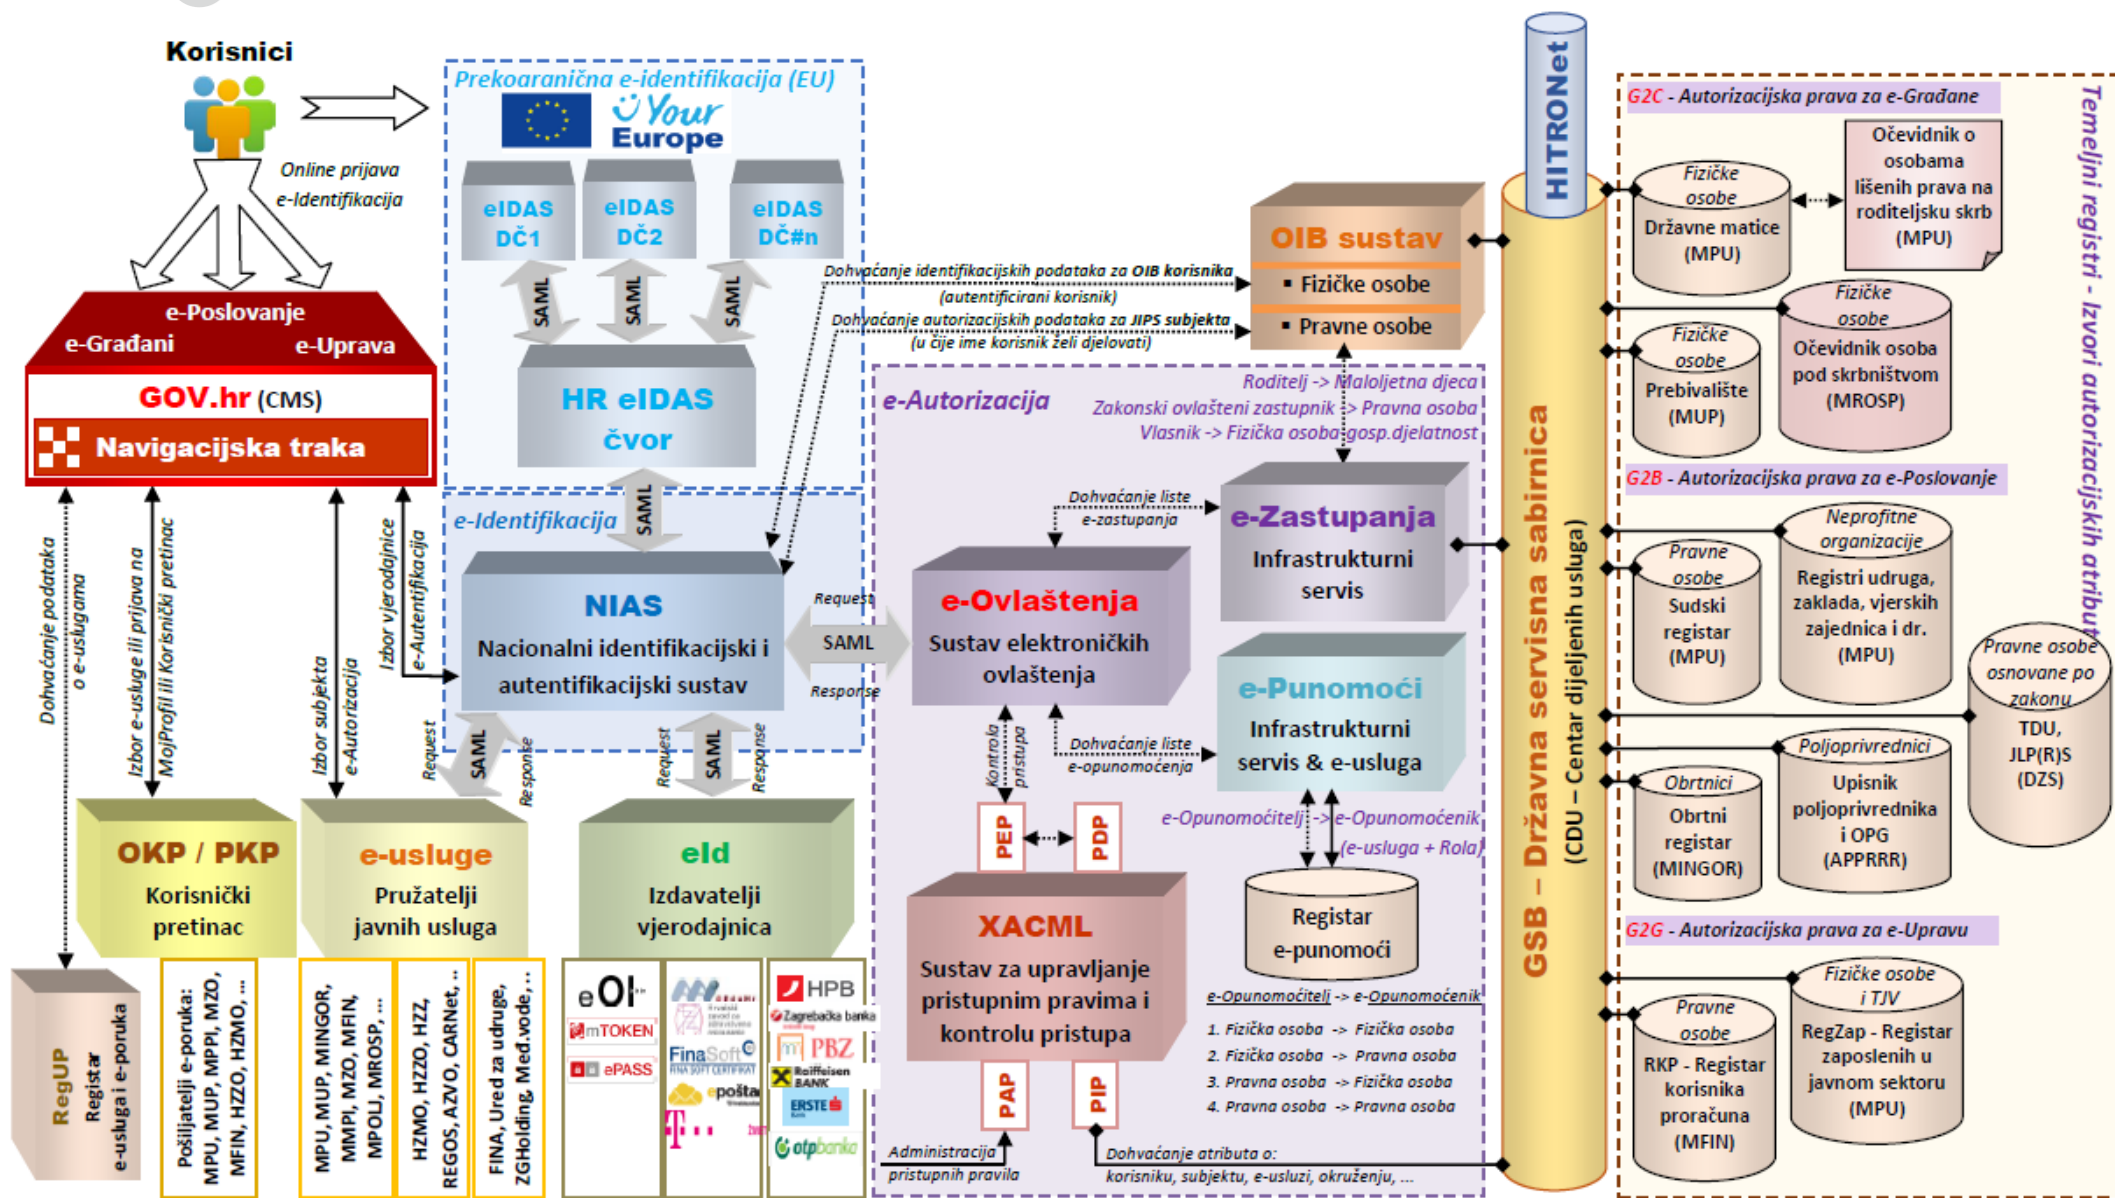 Korisnici
Online prijava
e-Identifikacija
e-Poslovanje
e-Građani
e-Uprava
GOV.hr (CMS)
Navigacijska traka
Dohvaćanje podataka
o e-uslugama
Izbor e-usluge ili prijava na
MojProfil ili Korisnički pretinac
Izbor subjekta
e-Autorizacija
Izbor vjerodajnice
e-Autentifikacija
Prekoaranična e-identifikacija (EU)
Your
Europe
eIDAS
DČ1
eIDAS
DČ2
eIDAS
DČ#n
SAML
SAML
SAML
HR eIDAS
čvor
SAML
e-Identifikacija
NIAS
Nacionalni identifikacijski i
autentifikacijski sustav
Request
SAML
Response
Request
SAML
Response
Request
SAML
Response
OKP / PKP
Korisnički
pretinac
e-usluge
Pružatelji
javnih usluga
eId
Izdavatelji
vjerodajnica
RegUP
Registar
e-usluga i e-poruka
Pošiljatelji e-poruka:
MPU, MUP, MPPI, MZO,
MFIN, HZZO, HZMO, ...
MPU, MUP, MINGOR,
MMPI, MZO, MFIN,
MPOLJ, MROSP, ...
HZMO, HZZO, HZZ,
REGOS, AZVO, CARNet, ..
FINA, Ured za udruge,
ZGHolding, Med.vode, ..
eOI
mTOKEN
ePASS
FinaSoft
FINA SOFT CERTIFIKAT
epošta
T
HPB
Zagrebačka banka
PBZ
Raiffeisen
BANK
ERSTE
otpbanka
Dohvaćanje identifikacijskih podataka za OIB korisnika
(autentificirani korisnik)
Dohvaćanje autorizacijskih podataka za JIPS subjekta
(u čije ime korisnik želi djelovati)
OIB sustav
▪ Fizičke osobe
▪ Pravne osobe
e-Autorizacija
Roditelj -> Maloljetna djeca
Zakonski ovlašteni zastupnik -> Pravna osoba
Vlasnik -> Fizička osoba-gosp.djelatnost
Dohvaćanje liste
e-zastupanja
e-Zastupanja
Infrastrukturni
servis
e-Ovlaštenja
Sustav elektroničkih
ovlaštenja
e-Punomoći
Infrastrukturni
servis & e-usluga
Dohvaćanje liste
e-opunomoćenja
Kontrola
pristupa
PEP
PDP
e-Opunomoćitelj -> e-Opunomoćenik
(e-usluga + Rola)
Registar
e-punomoći
XACML
Sustav za upravljanje
pristupnim pravima i
kontrolu pristupa
PAP
PIP
e-Opunomoćitelj -> e-Opunomoćenik
1. Fizička osoba -> Fizička osoba
2. Fizička osoba -> Pravna osoba
3. Pravna osoba -> Fizička osoba
4. Pravna osoba -> Pravna osoba
Administracija
pristupnih pravila
Dohvaćanje atributa o:
korisniku, subjektu, e-usluzi, okruženju, ...
HITRONet
GSB – Državna servisna sabirnica
(CDU – Centar dijeljenih usluga)
Temeljni registri - Izvori autorizacijskih atributa
G2C - Autorizacijska prava za e-Građane
Fizičke
osobe
Državne matice
(MPU)
Očevidnik o
osobama
lišenih prava na
roditeljsku skrb
(MPU)
Fizičke
osobe
Prebivalište
(MUP)
Fizičke
osobe
Očevidnik osoba
pod skrbništvom
(MROSP)
G2B - Autorizacijska prava za e-Poslovanje
Pravne
osobe
Sudski
registar
(MPU)
Neprofitne
organizacije
Registri udruga,
zaklada, vjerskih
zajednica i dr.
(MPU)
Pravne osobe
osnovane po
zakonu
TDU,
JLP(R)S
(DZS)
Obrtnici
Obrtni
registar
(MINGOR)
Poljoprivrednici
Upisnik
poljoprivrednika
i OPG
(APPRRR)
G2G - Autorizacijska prava za e-Upravu
Pravne
osobe
RKP - Registar
korisnika
proračuna
(MFIN)
Fizičke osobe
i TJV
RegZap - Registar
zaposlenih u
javnom sektoru
(MPU)